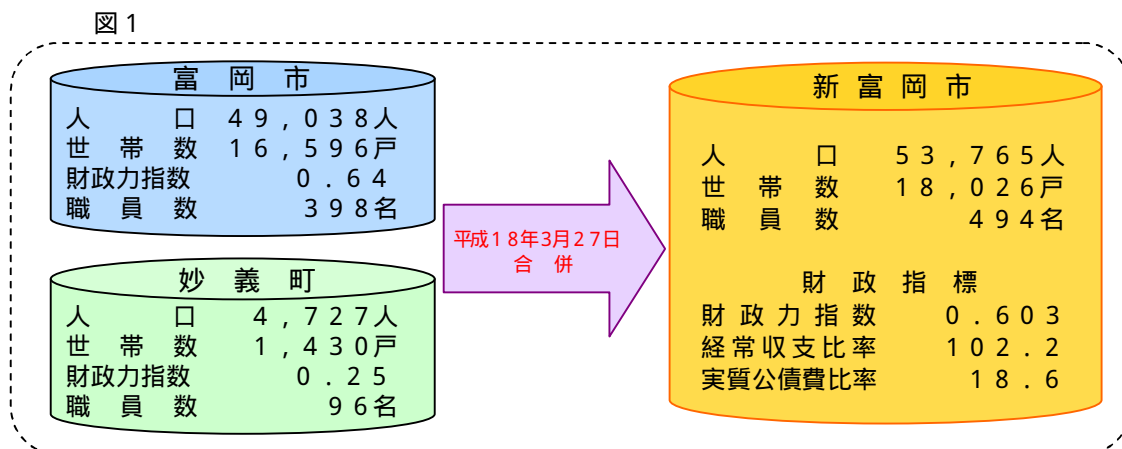 図1
富岡市
人口 49,038人
世帯数 16,596戸
財政力指数 0.64
職員数 398名
妙義町
人口 4,727人
世帯数 1,430戸
財政力指数 0.25
職員数 96名
平成18年3月27日
合併
新富岡市
人口 53,765人
世帯数 18,026戸
職員数 494名
財政指標
財政力指数 0.603
経常収支比率 102.2
実質公債費比率 18.6